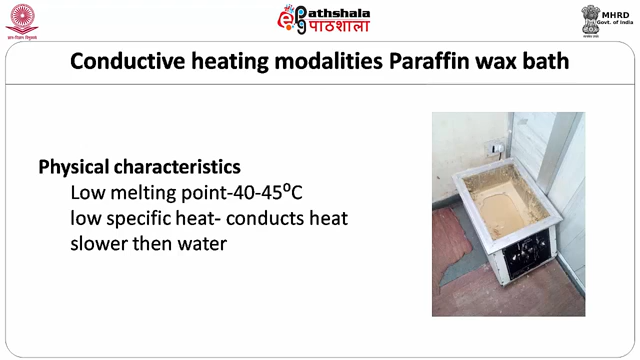 ePathshala
पाठशाला
MHRD
Govt. of India
Conductive heating modalities Paraffin wax bath
Physical characteristics
Low melting point-40-45⁰C
low specific heat- conducts heat
slower then water